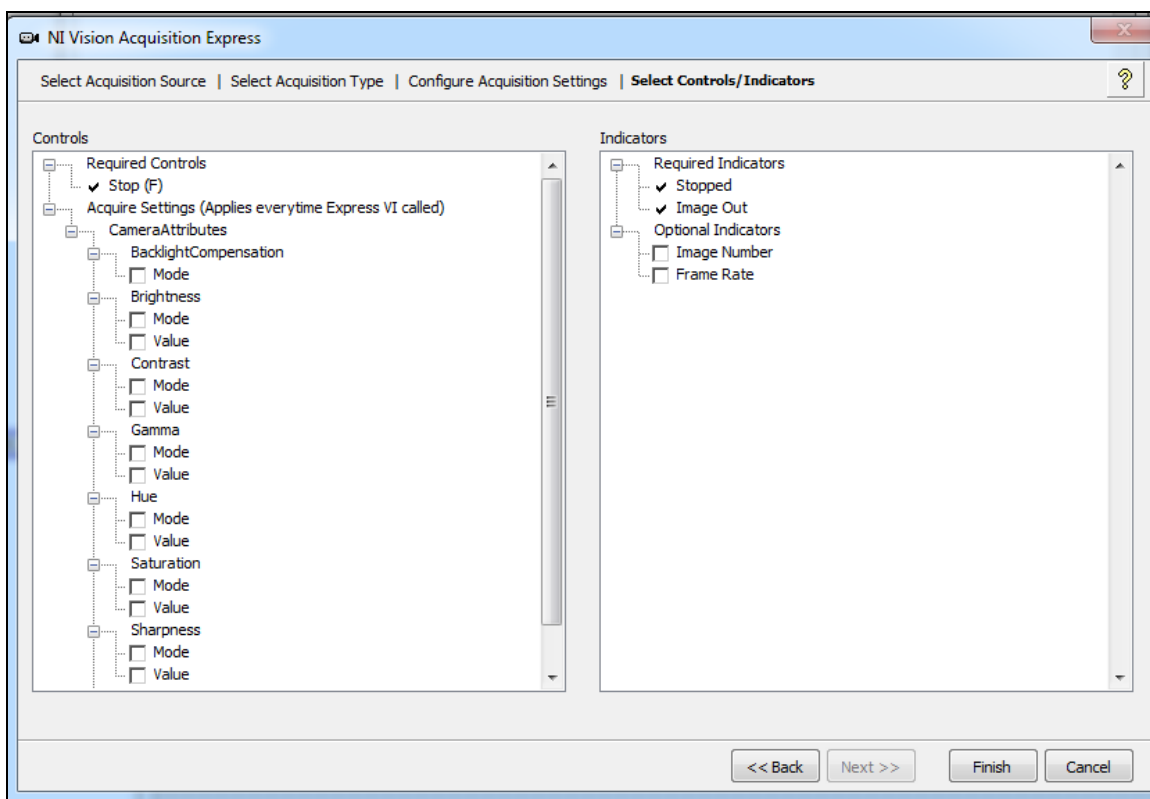 NI Vision Acquisition Express
Select Acquisition Source | Select Acquisition Type | Configure Acquisition Settings | Select Controls/Indicators
Controls
Required Controls
Stop (F)
Acquire Settings (Applies everytime Express VI called)
CameraAttributes
BacklightCompensation
Mode
Brightness
Mode
Value
Contrast
Mode
Value
Gamma
Mode
Value
Hue
Mode
Value
Saturation
Mode
Value
Sharpness
Mode
Value
Indicators
Required Indicators
Stopped
Image Out
Optional Indicators
Image Number
Frame Rate
<< Back
Next >>
Finish
Cancel